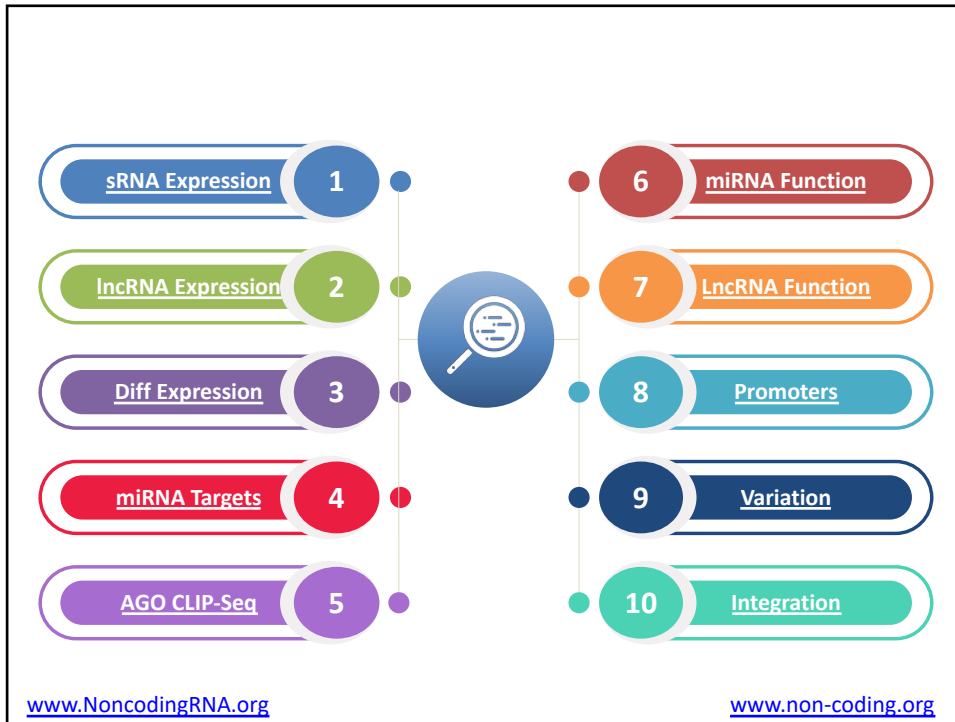 sRNA Expression 1
lncRNA Expression 2
Diff Expression 3
miRNA Targets 4
AGO CLIP-Seq 5
6 miRNA Function
7 LncRNA Function
8 Promoters
9 Variation
10 Integration
www.NoncodingRNA.org
www.non-coding.org